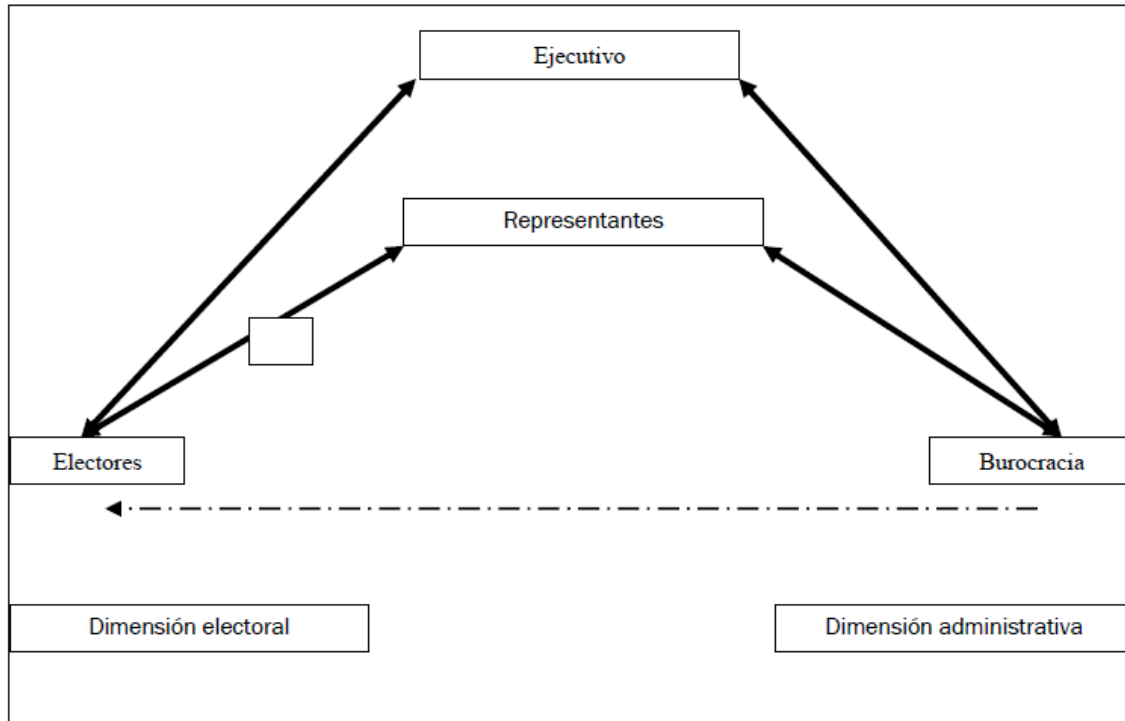 Ejecutivo
Representantes
Electores
Burocracia
Dimensión electoral
Dimensión administrativa